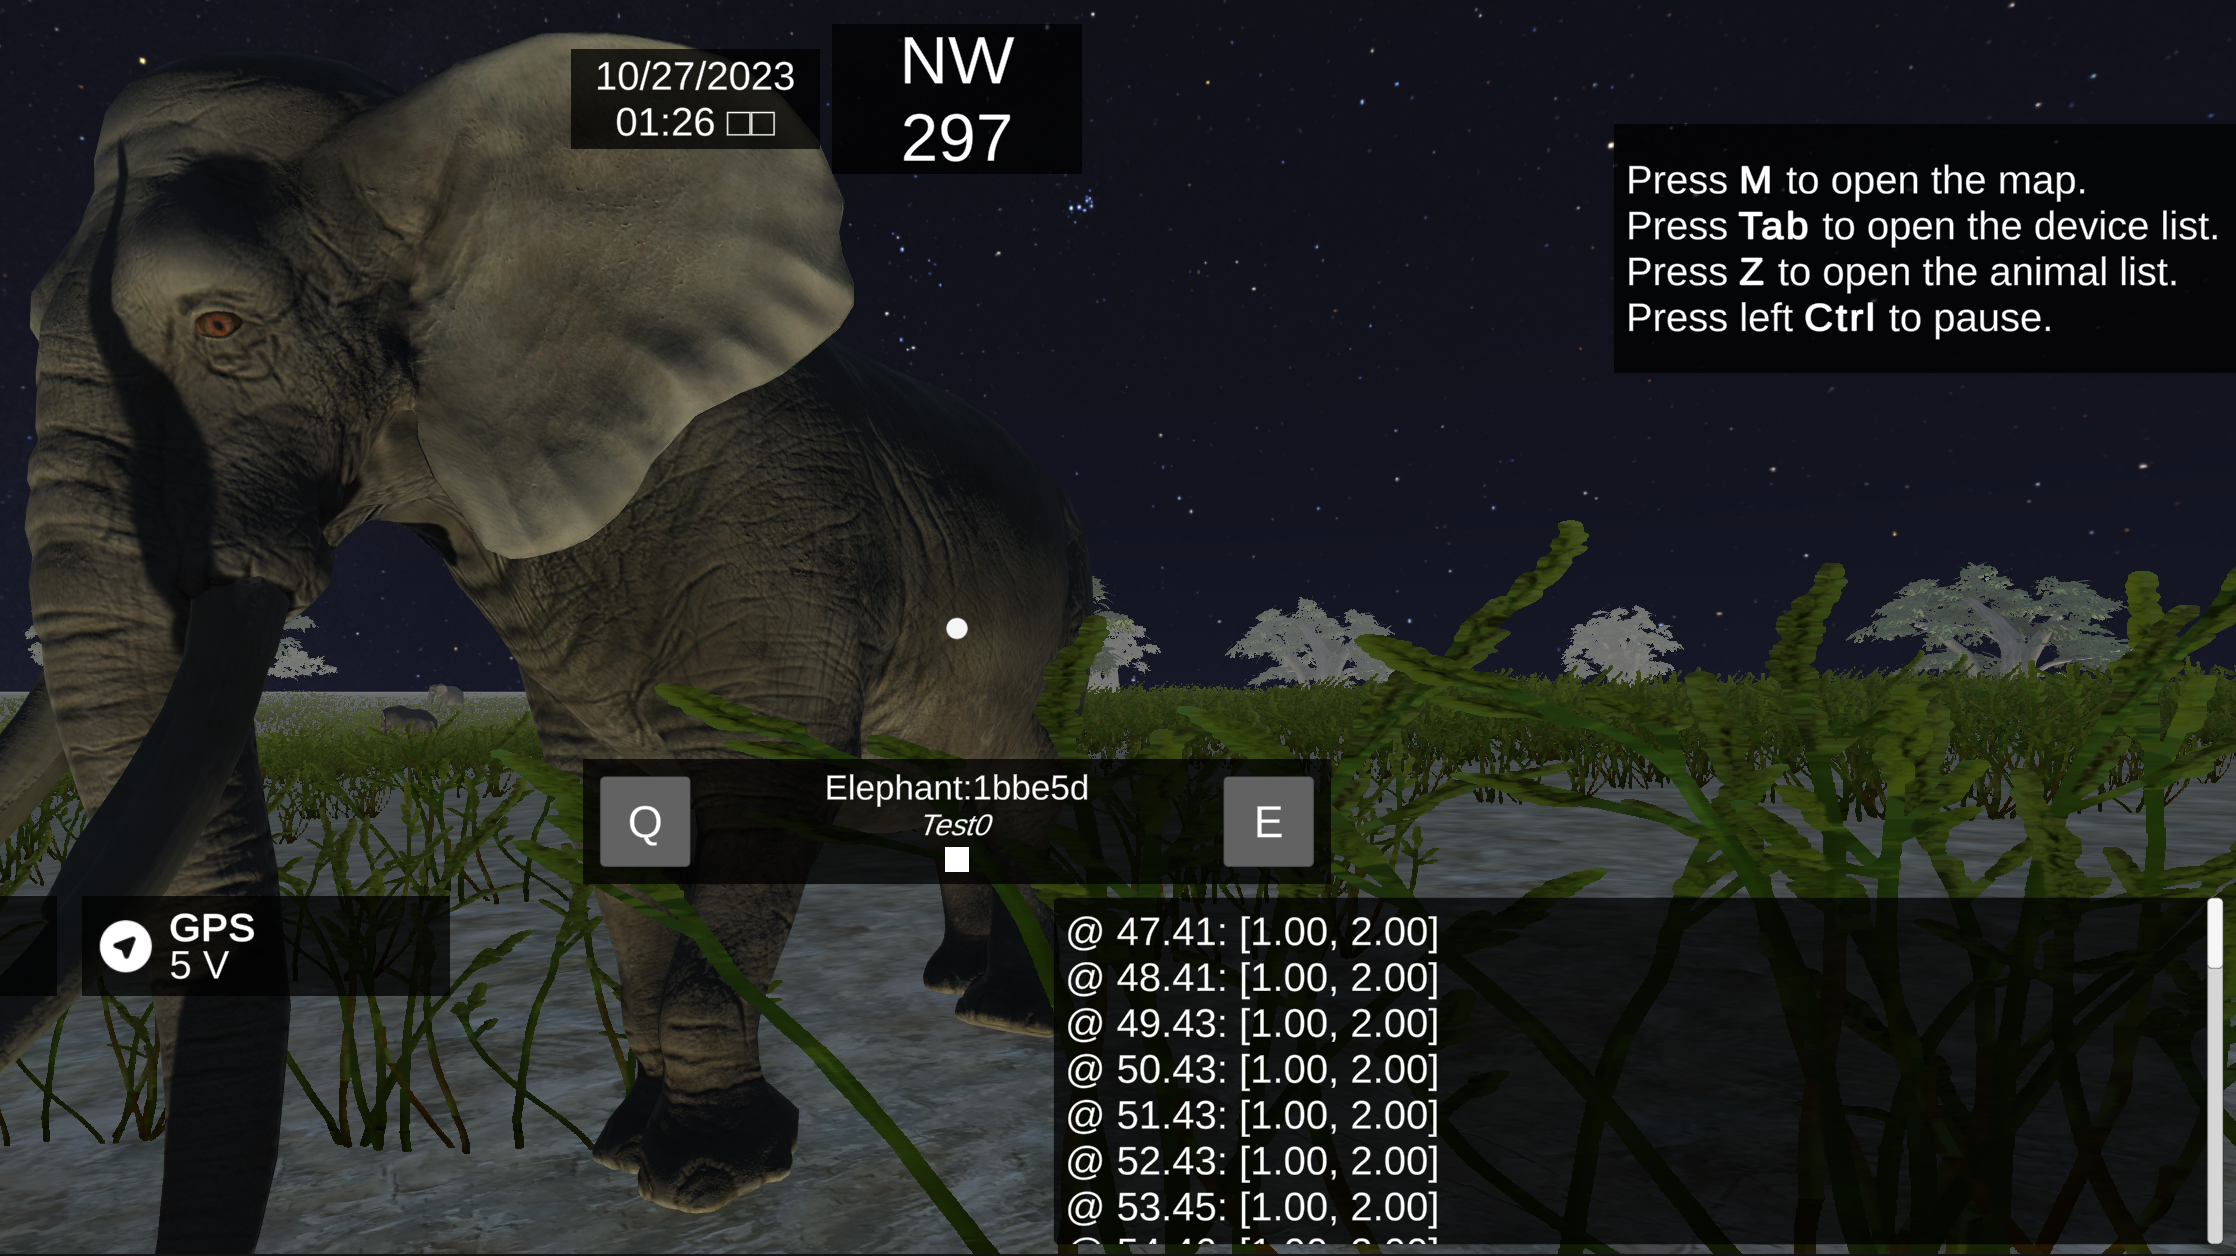 10/27/2023
01:26 □□
NW
297
Press M to open the map.
Press Tab to open the device list.
Press Z to open the animal list.
Press left Ctrl to pause.
Q
Elephant:1bbe5d
Test0
E
GPS
5 V
@ 47.41: [1.00, 2.00]
@ 48.41: [1.00, 2.00]
@ 49.43: [1.00, 2.00]
@ 50.43: [1.00, 2.00]
@ 51.43: [1.00, 2.00]
@ 52.43: [1.00, 2.00]
@ 53.45: [1.00, 2.00]